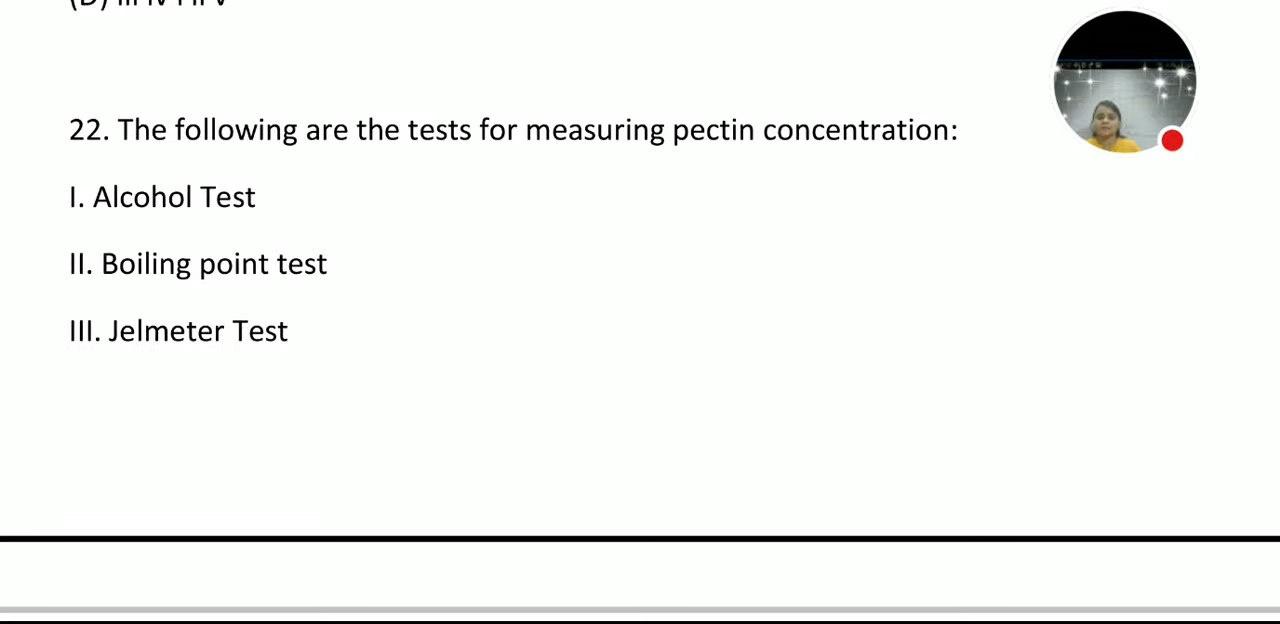 22. The following are the tests for measuring pectin concentration:
I. Alcohol Test
II. Boiling point test
III. Jelmeter Test